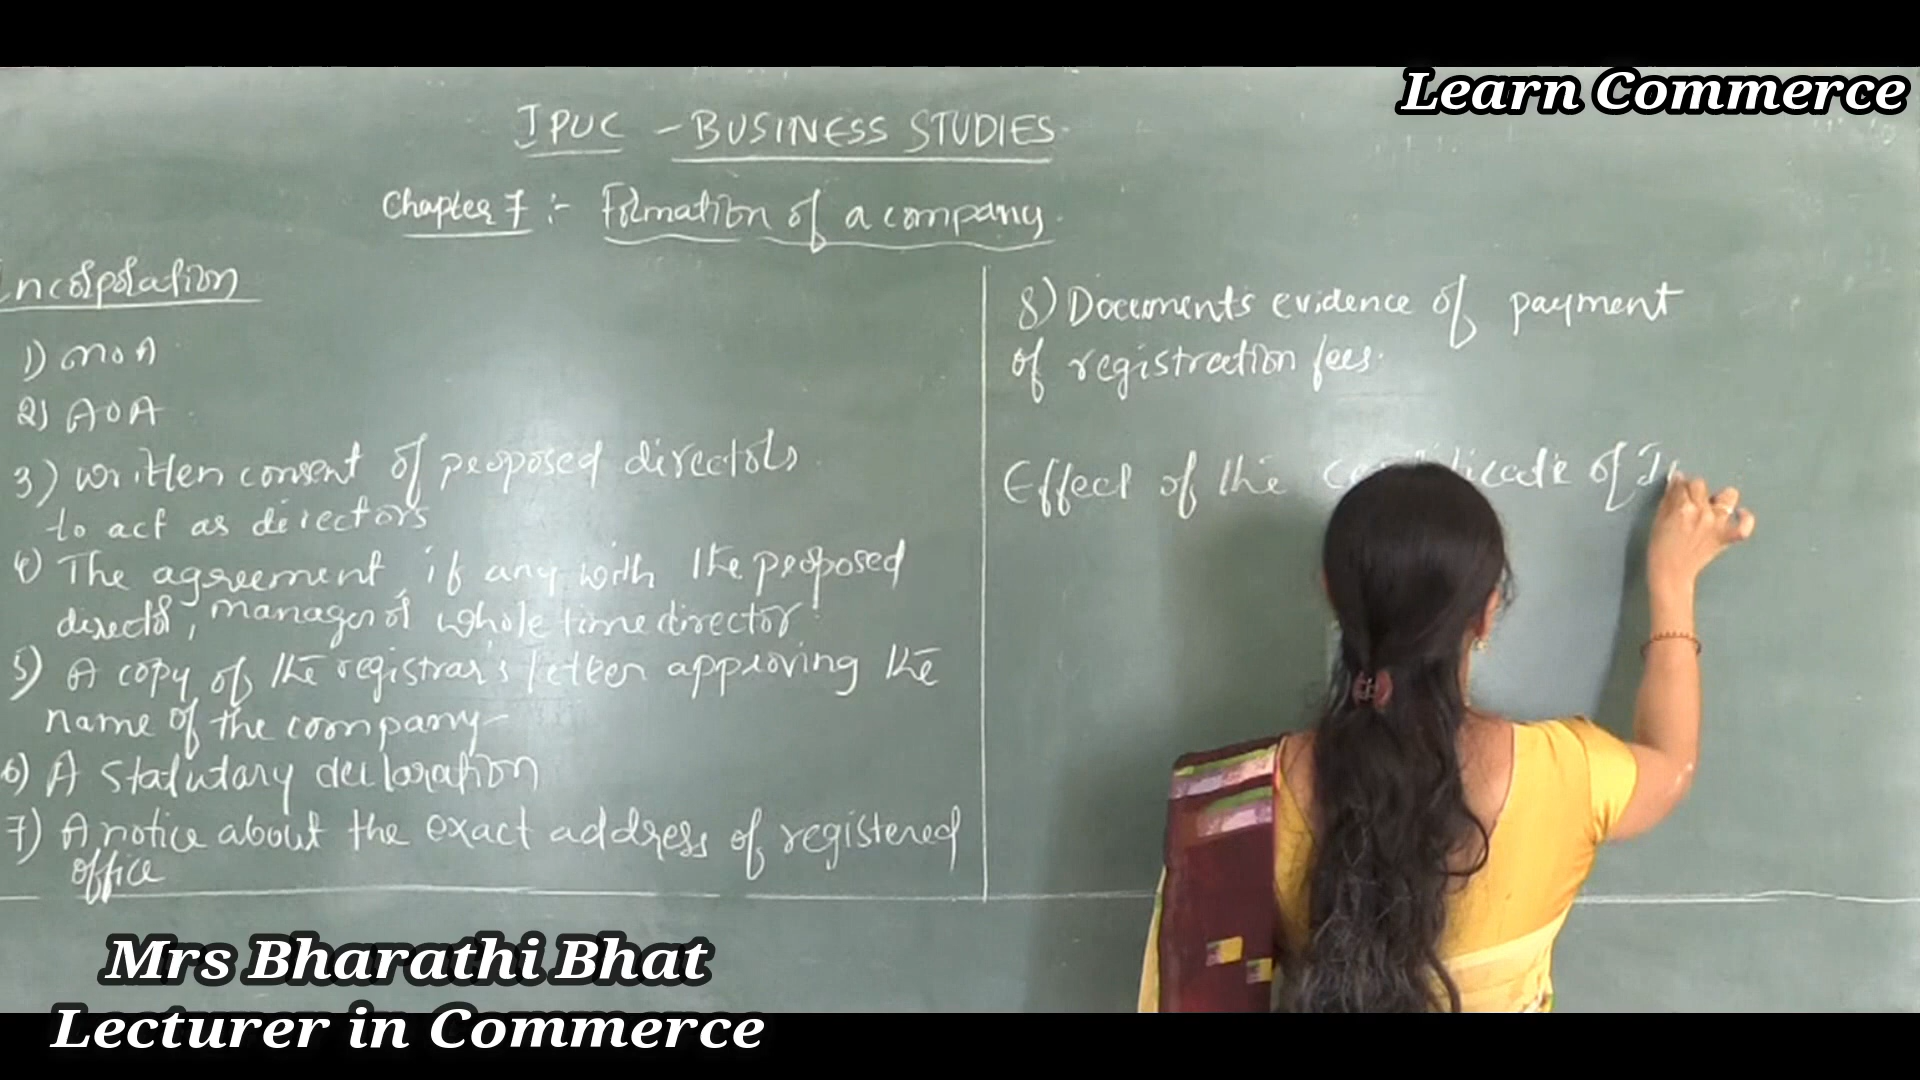 Learn Commerce
I PUC - BUSINESS STUDIES
Chapter 7 :- Formation of a company.
Incorporation
1) MOA
2) AOA
3) written consent of proposed directors
to act as directors
4) The agreement, if any with the proposed
director, manager or whole time director
5) A copy of the registrar's letter approving the
name of the company
6) A statutary declaration
7) A notice about the exact address of registered
office
8) Documents evidence of payment
of registration fees.
Effect of the of
Mrs Bharathi Bhat
Lecturer in Commerce